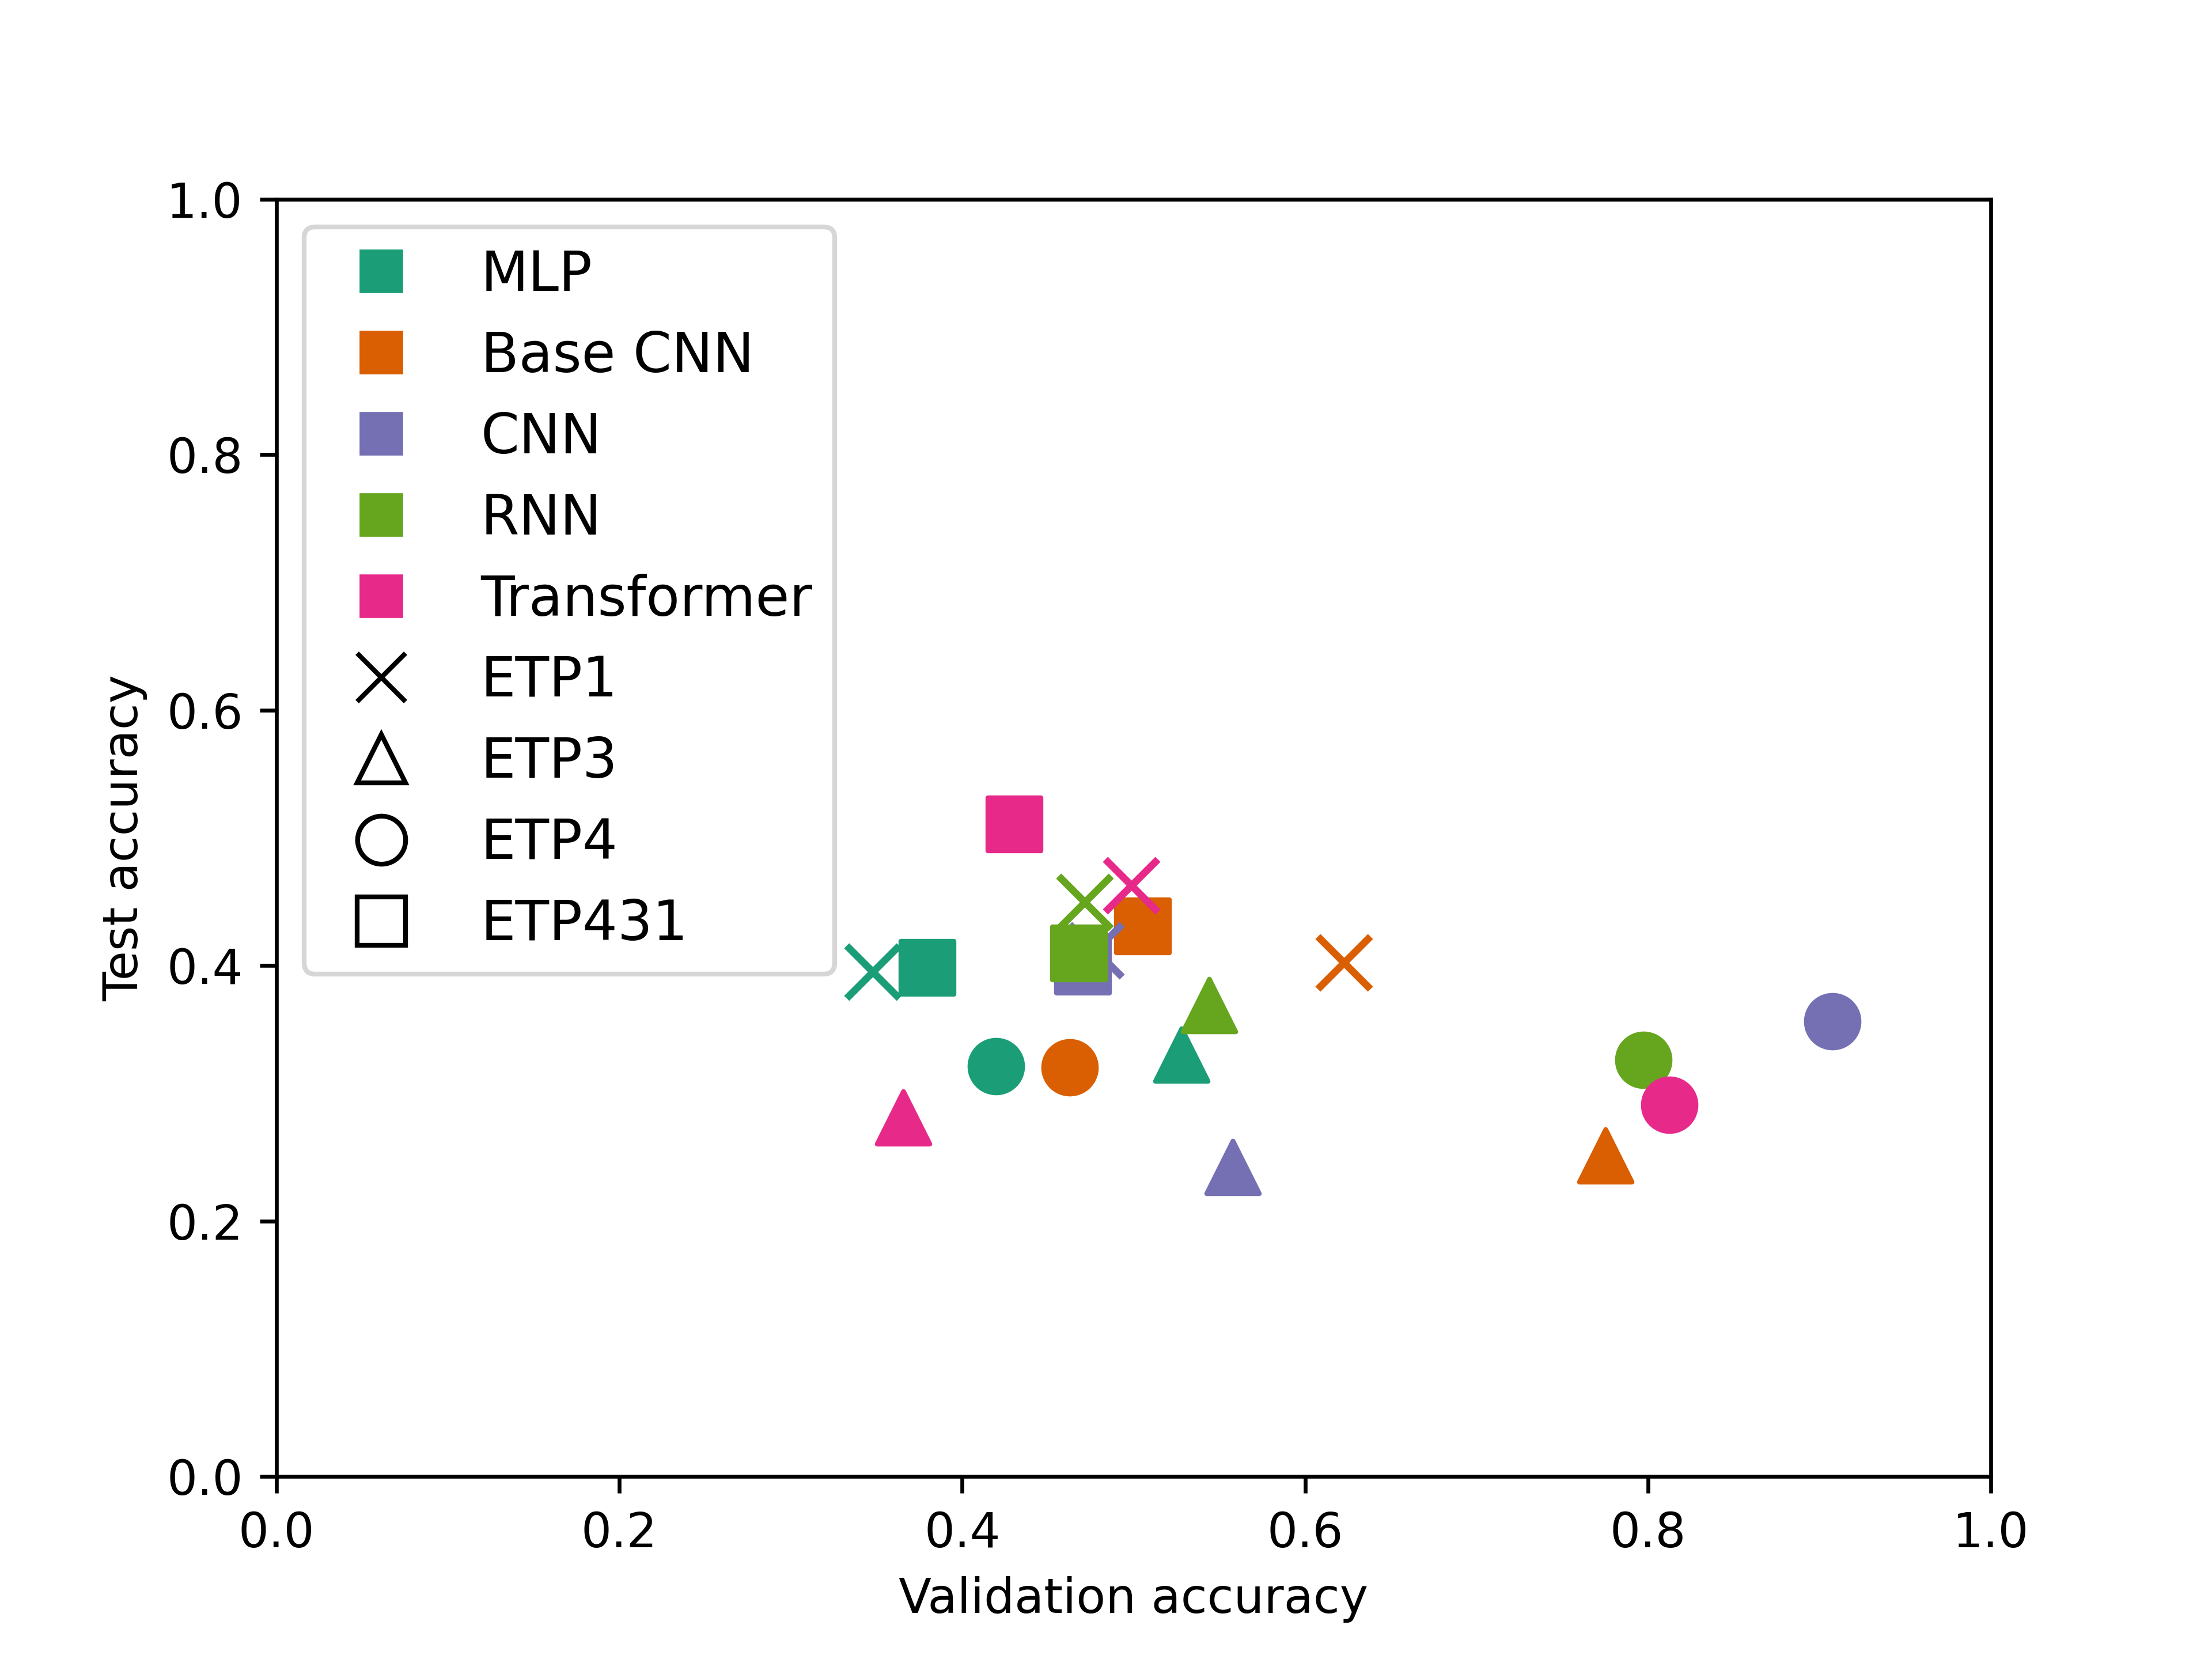 1.0
0.8
0.6
0.4
0.2
0.0
Test accuracy
MLP
Base CNN
CNN
RNN
Transformer
ETP1
ETP3
ETP4
ETP431
0.0 0.2 0.4 0.6 0.8 1.0
Validation accuracy